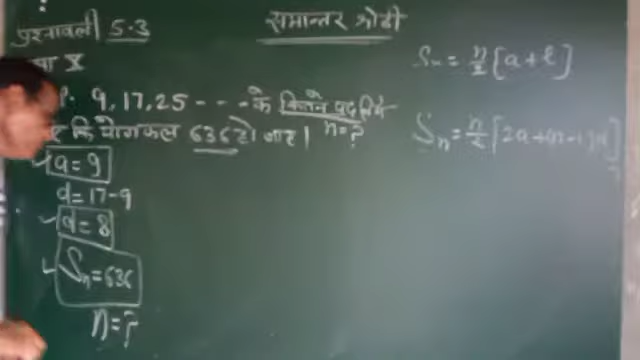 प्रश्नावली 5.3
समान्तर श्रेढी
Sₙ = n/2 [a + l]
X
9, 17, 25 - - - के कितने पद लिये
कि योगफल 636 हो जाए। n=?
Sₙ = n/2 [2a + (n-1)d]
a = 9
d = 17-9
d = 8
Sₙ = 636
n = ?